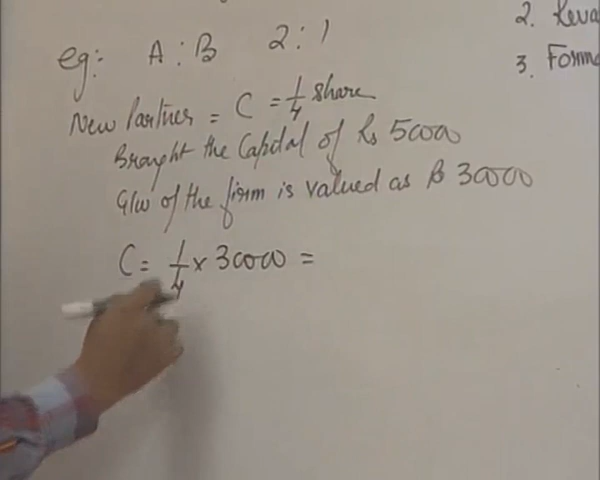 eg:- A : B 2 : 1
2. Reva
3. Forma
New Partner = C = 1/4 share
Brought the Capital of Rs 50000
G/w of the firm is valued as Rs 30000
C = 1/4 × 30000 =